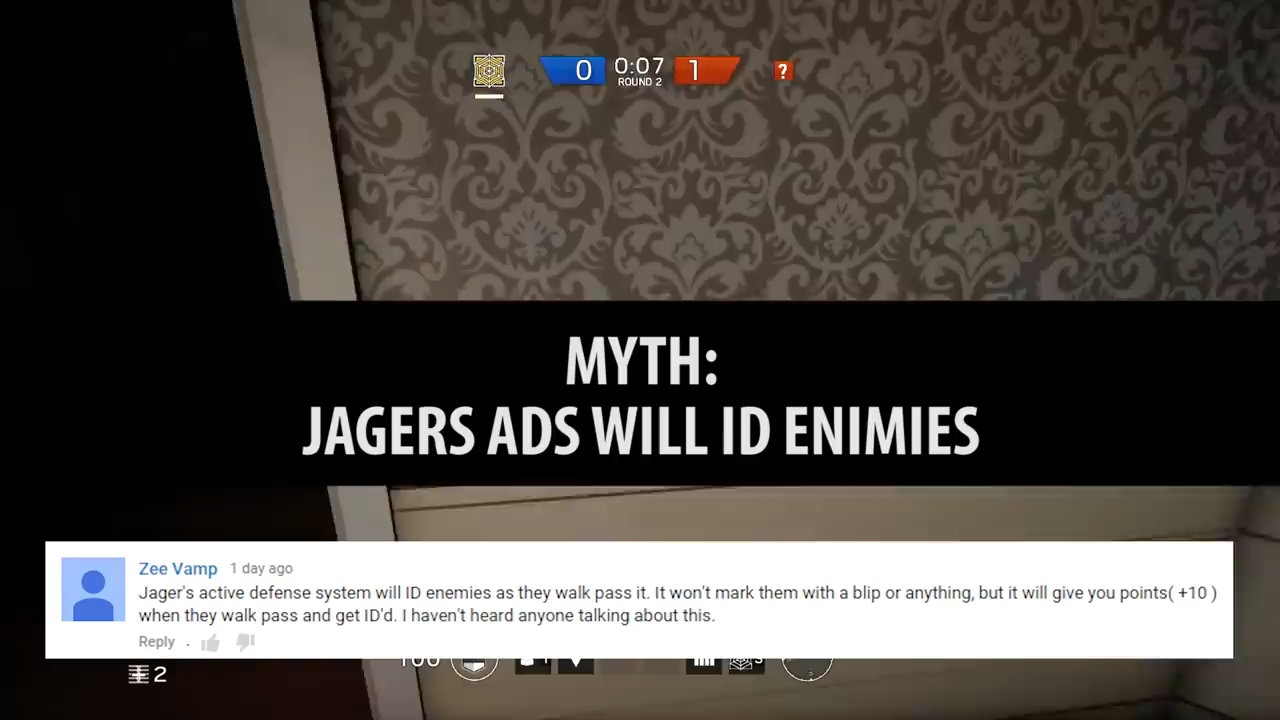 0 0:07 1 ?
ROUND 2
MYTH:
JAGERS ADS WILL ID ENIMIES
Zee Vamp 1 day ago
Jager's active defense system will ID enemies as they walk pass it. It won't mark them with a blip or anything, but it will give you points( +10 )
when they walk pass and get ID'd. I haven't heard anyone talking about this.
Reply .
100
3
2